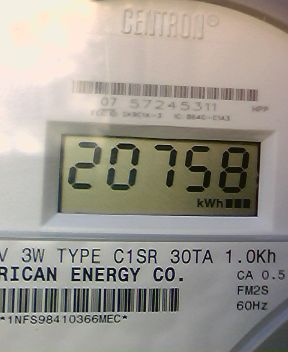 CENTRON®
07 57245311
HPP
20758
kWh
V 3W TYPE C1SR 30TA 1.0Kh
RICAN ENERGY CO.
CA 0.5
FM2S
60Hz
*1NFS98410366MEC*